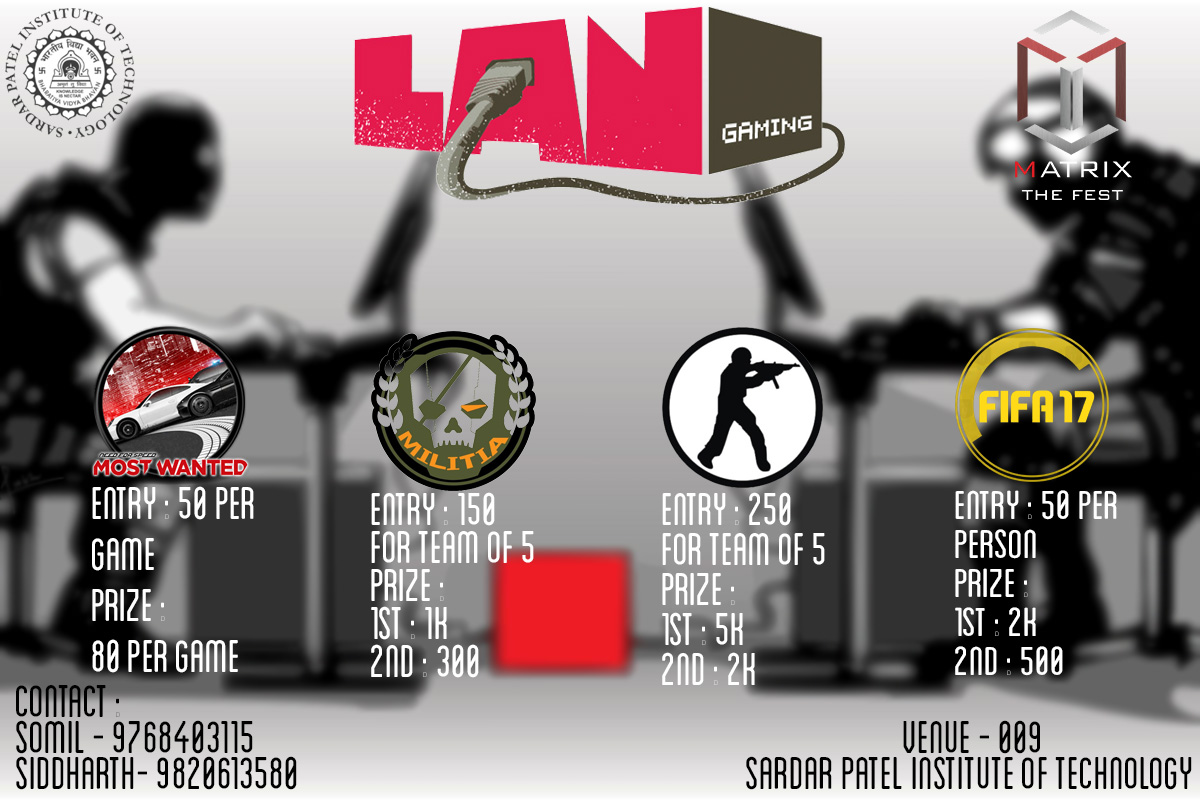 SARDAR PATEL INSTITUTE OF TECHNOLOGY
भारतीय विद्या भवन
KNOWLEDGE
IS NECTAR
BHARATIYA VIDYA BHAVAN
LAN
GAMING
MATRIX
THE FEST
NEED FOR SPEED
MOST WANTED
ENTRY : 50 PER
GAME
PRIZE :
80 PER GAME
MILITIA
ENTRY : 150
FOR TEAM OF 5
PRIZE :
1ST : 1K
2ND : 300
ENTRY : 250
FOR TEAM OF 5
PRIZE :
1ST : 5K
2ND : 2K
FIFA 17
ENTRY : 50 PER
PERSON
PRIZE :
1ST : 2K
2ND : 500
CONTACT :
SOMIL - 9768403115
SIDDHARTH- 9820613580
VENUE - 009
SARDAR PATEL INSTITUTE OF TECHNOLOGY